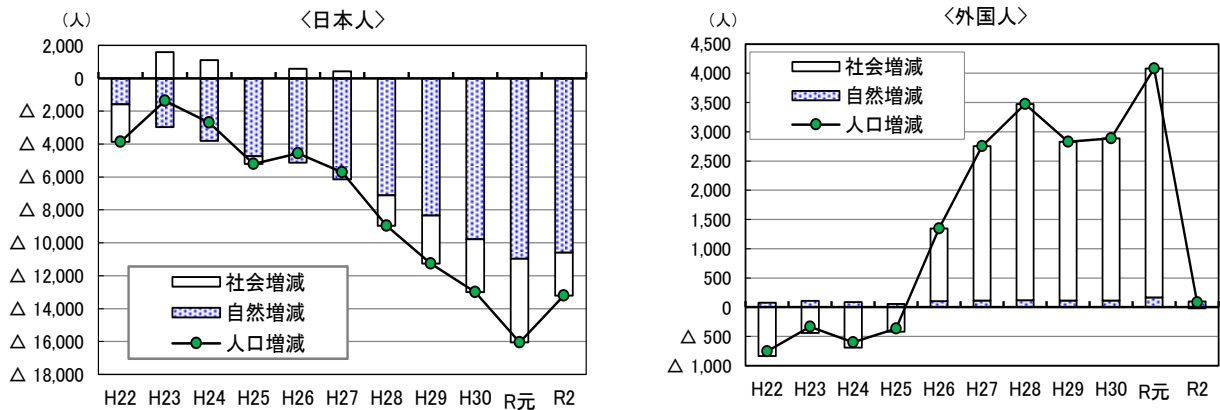 （人）
〈日本人〉
2,000
0
△ 2,000
△ 4,000
△ 6,000
△ 8,000
△ 10,000
△ 12,000
△ 14,000
△ 16,000
△ 18,000
社会増減
自然増減
人口増減
H22 H23 H24 H25 H26 H27 H28 H29 H30 R元 R2
（人）
〈外国人〉
4,500
4,000
3,500
3,000
2,500
2,000
1,500
1,000
500
0
△ 500
△ 1,000
社会増減
自然増減
人口増減
H22 H23 H24 H25 H26 H27 H28 H29 H30 R元 R2